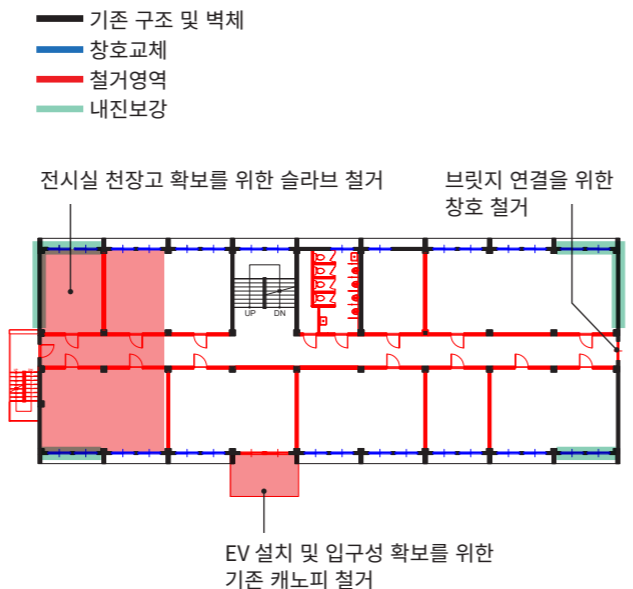 기존 구조 및 벽체
창호교체
철거영역
내진보강
전시실 천장고 확보를 위한 슬라브 철거
브릿지 연결을 위한
창호 철거
UP DN
EV 설치 및 입구성 확보를 위한
기존 캐노피 철거